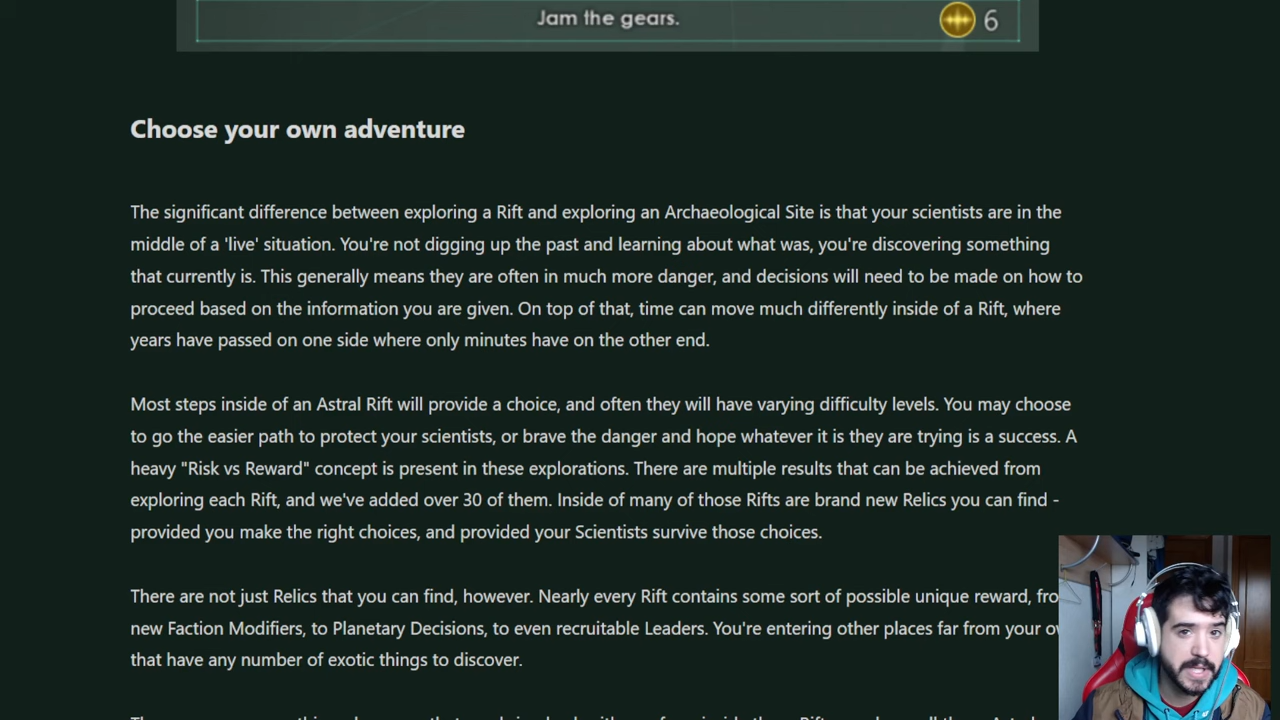 Jam the gears. 6
Choose your own adventure
The significant difference between exploring a Rift and exploring an Archaeological Site is that your scientists are in the
middle of a 'live' situation. You're not digging up the past and learning about what was, you're discovering something
that currently is. This generally means they are often in much more danger, and decisions will need to be made on how to
proceed based on the information you are given. On top of that, time can move much differently inside of a Rift, where
years have passed on one side where only minutes have on the other end.
Most steps inside of an Astral Rift will provide a choice, and often they will have varying difficulty levels. You may choose
to go the easier path to protect your scientists, or brave the danger and hope whatever it is they are trying is a success. A
heavy "Risk vs Reward" concept is present in these explorations. There are multiple results that can be achieved from
exploring each Rift, and we've added over 30 of them. Inside of many of those Rifts are brand new Relics you can find -
provided you make the right choices, and provided your Scientists survive those choices.
There are not just Relics that you can find, however. Nearly every Rift contains some sort of possible unique reward,
new Faction Modifiers, to Planetary Decisions, to even recruitable Leaders. You're entering other places far from your
that have any number of exotic things to discover.